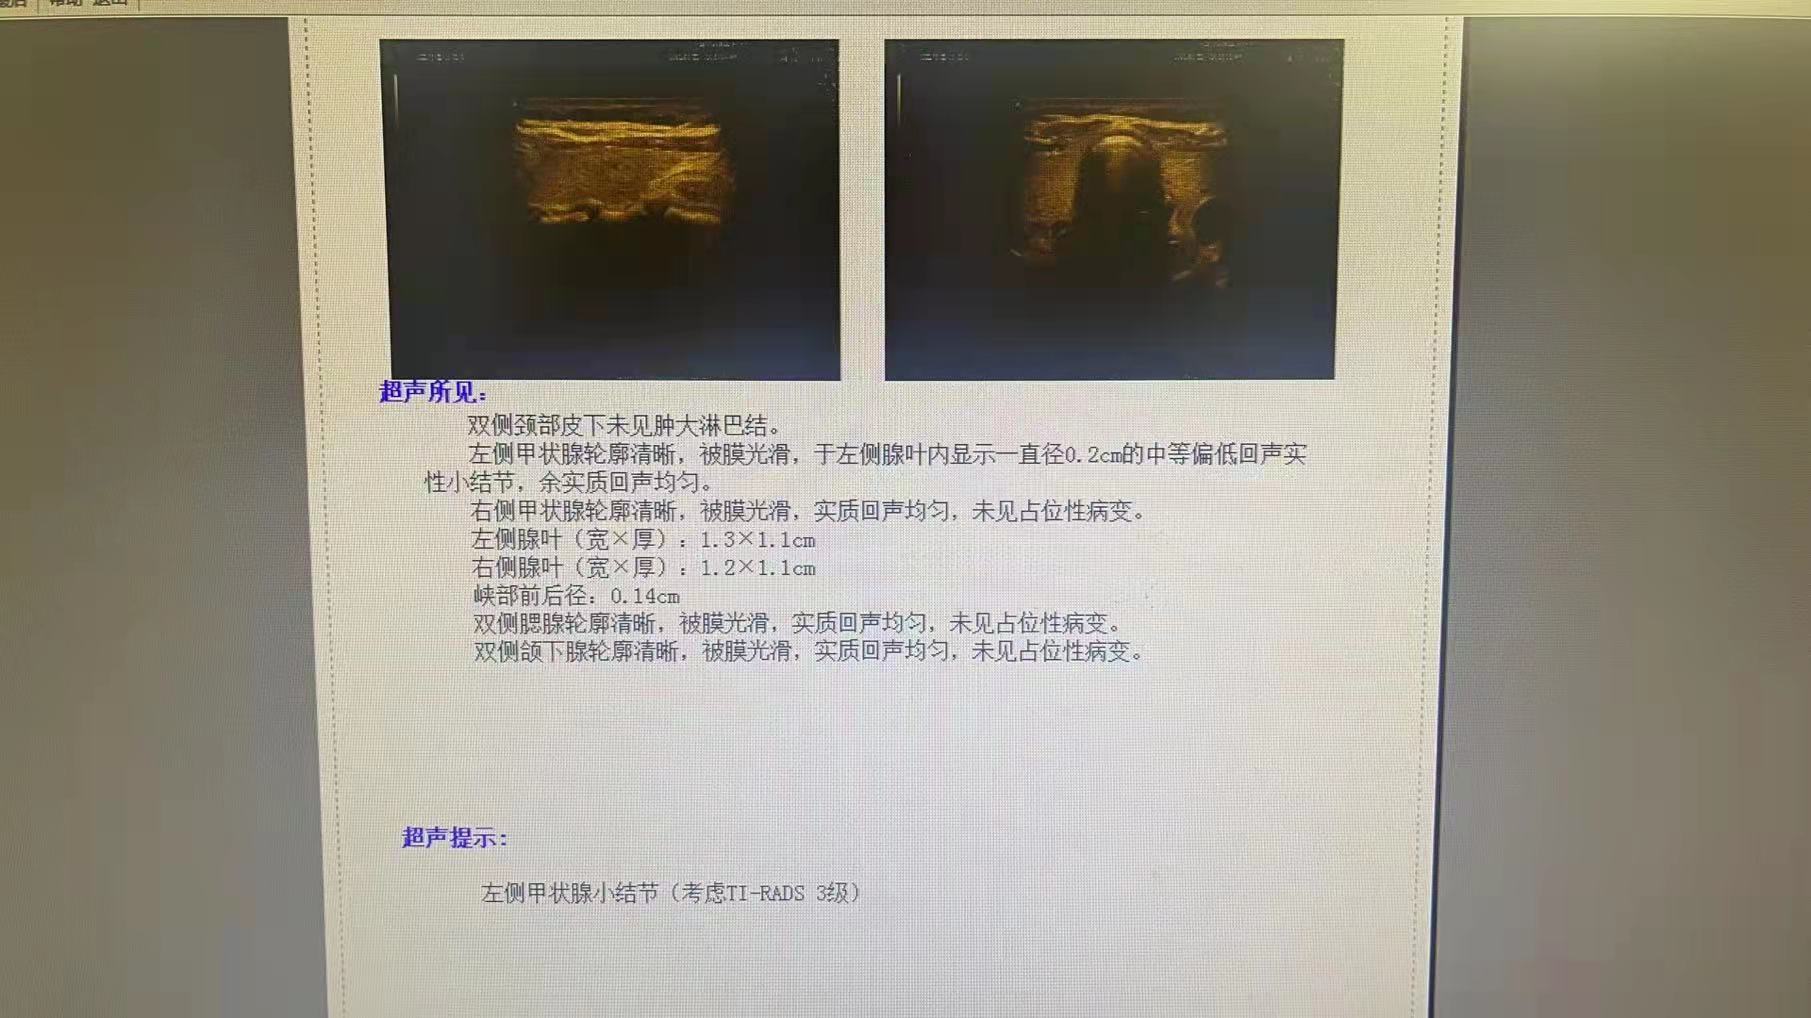 帮助 退出
超声所见：
双侧颈部皮下未见肿大淋巴结。
左侧甲状腺轮廓清晰，被膜光滑，于左侧腺叶内显示一直径0.2cm的中等偏低回声实
性小结节，余实质回声均匀。
右侧甲状腺轮廓清晰，被膜光滑，实质回声均匀，未见占位性病变。
左侧腺叶（宽×厚）：1.3×1.1cm
右侧腺叶（宽×厚）：1.2×1.1cm
峡部前后径：0.14cm
双侧腮腺轮廓清晰，被膜光滑，实质回声均匀，未见占位性病变。
双侧颌下腺轮廓清晰，被膜光滑，实质回声均匀，未见占位性病变。
超声提示：
左侧甲状腺小结节（考虑TI-RADS 3级）